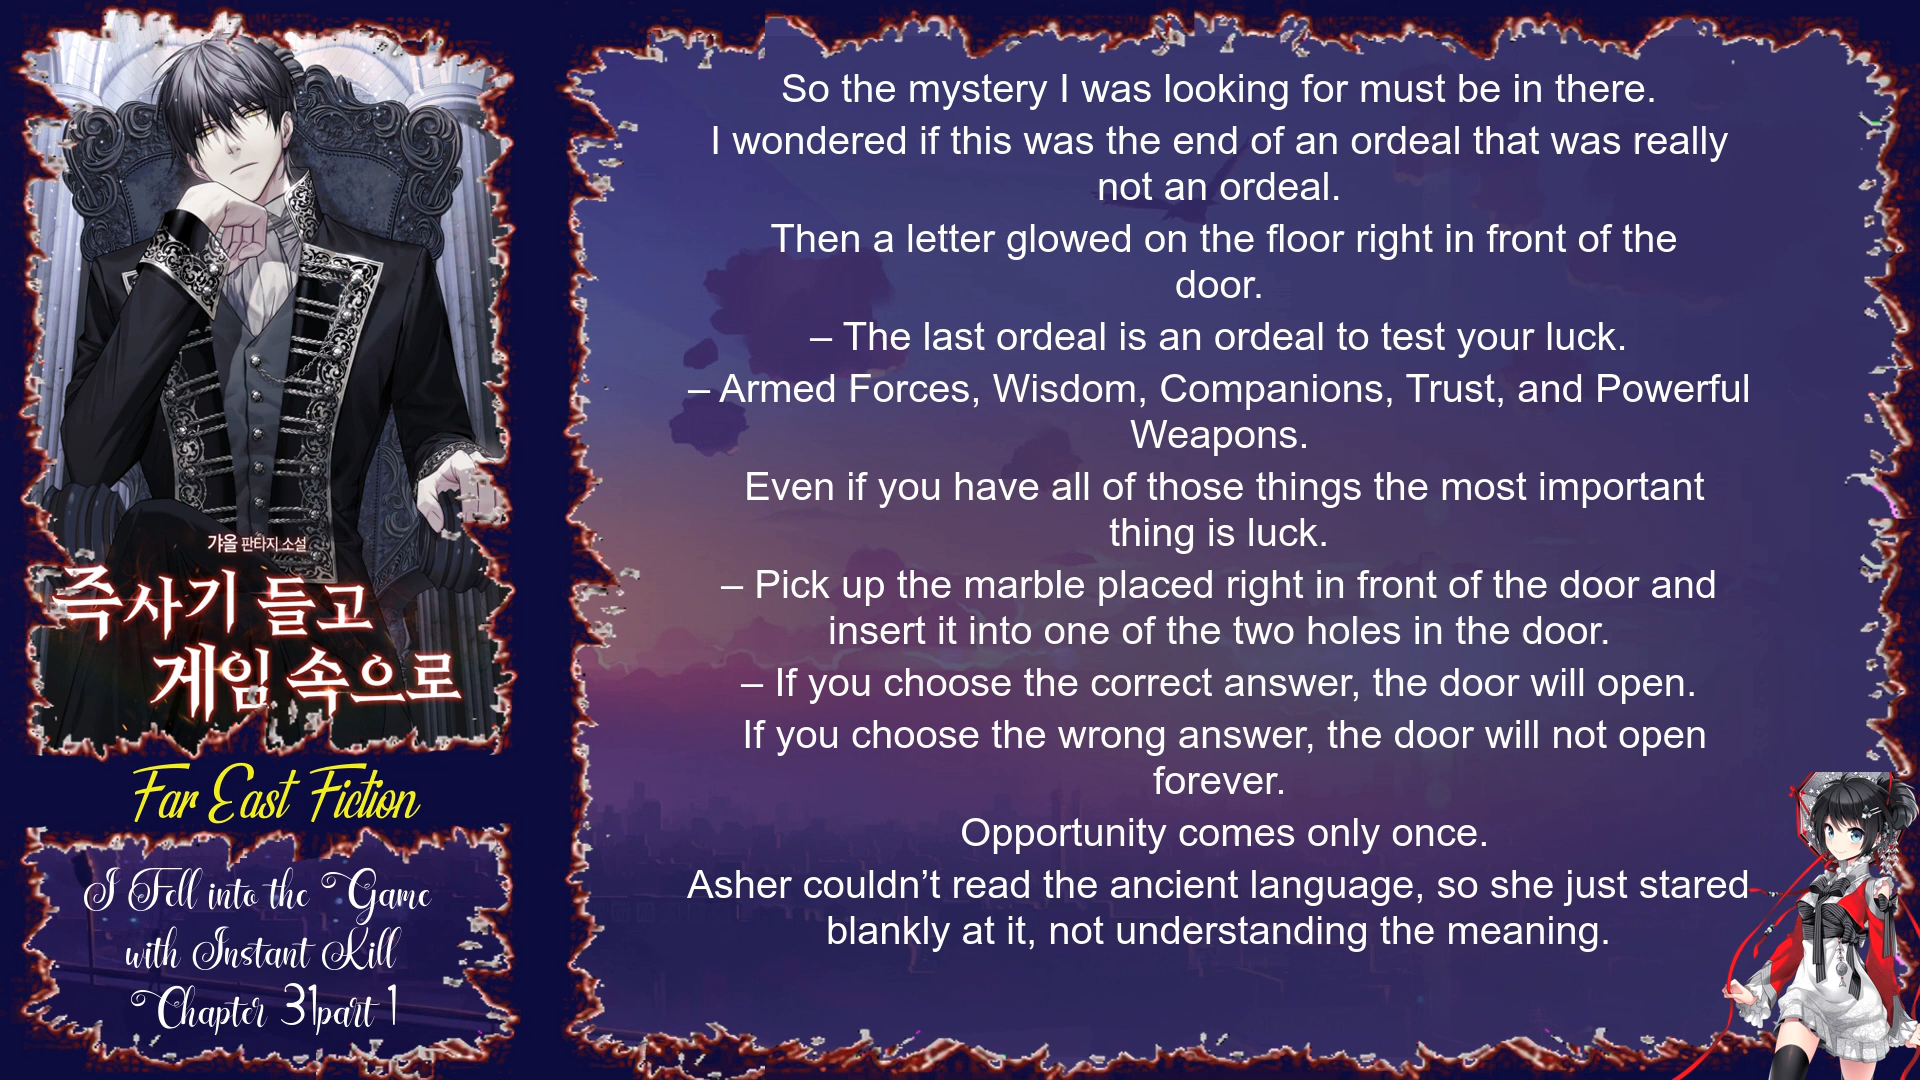 갸올 판타지 소설
즉사기 들고
게임 속으로
Far East Fiction
I Fell into the Game
with Instant Kill
Chapter 31part 1
So the mystery I was looking for must be in there.
I wondered if this was the end of an ordeal that was really
not an ordeal.
Then a letter glowed on the floor right in front of the
door.
– The last ordeal is an ordeal to test your luck.
– Armed Forces, Wisdom, Companions, Trust, and Powerful
Weapons.
Even if you have all of those things the most important
thing is luck.
– Pick up the marble placed right in front of the door and
insert it into one of the two holes in the door.
– If you choose the correct answer, the door will open.
If you choose the wrong answer, the door will not open
forever.
Opportunity comes only once.
Asher couldn’t read the ancient language, so she just stared
blankly at it, not understanding the meaning.